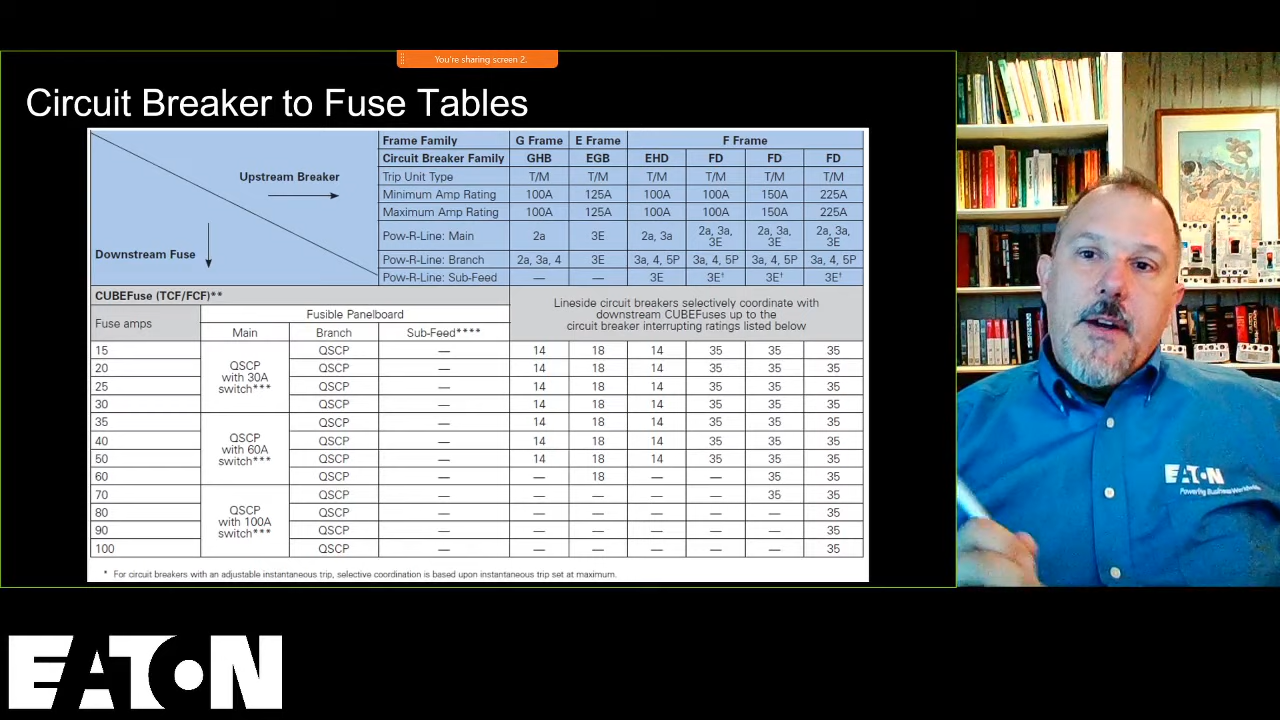 You're sharing screen 2.
Circuit Breaker to Fuse Tables
Upstream Breaker
Downstream Fuse
Frame Family G Frame E Frame F Frame
Circuit Breaker Family GHB EGB EHD FD FD FD
Trip Unit Type T/M T/M T/M T/M T/M T/M
Minimum Amp Rating 100A 125A 100A 100A 150A 225A
Maximum Amp Rating 100A 125A 100A 100A 150A 225A
Pow-R-Line: Main 2a 3E 2a, 3a 2a, 3a, 3E 2a, 3a, 3E 2a, 3a, 3E
Pow-R-Line: Branch 2a, 3a, 4 3E 3a, 4, 5P 3a, 4, 5P 3a, 4, 5P 3a, 4, 5P
Pow-R-Line: Sub-Feed — — 3E 3E† 3E† 3E†
CUBEFuse (TCF/FCF)**
Fuse amps
Fusible Panelboard
Main Branch Sub-Feed****
Lineside circuit breakers selectively coordinate with
downstream CUBEFuses up to the
circuit breaker interrupting ratings listed below
15 QSCP — 14 18 14 35 35 35
20 QSCP — 14 18 14 35 35 35
25 QSCP — 14 18 14 35 35 35
30 QSCP — 14 18 14 35 35 35
QSCP
with 30A
switch***
35 QSCP — 14 18 14 35 35 35
40 QSCP — 14 18 14 35 35 35
50 QSCP — 14 18 14 35 35 35
60 QSCP — — 18 — — 35 35
QSCP
with 60A
switch***
70 QSCP — — — — — 35 35
80 QSCP — — — — — — 35
90 QSCP — — — — — — 35
100 QSCP — — — — — — 35
QSCP
with 100A
switch***
* For circuit breakers with an adjustable instantaneous trip, selective coordination is based upon instantaneous trip set at maximum.
EATON
Powering Business Worldwide
EATON